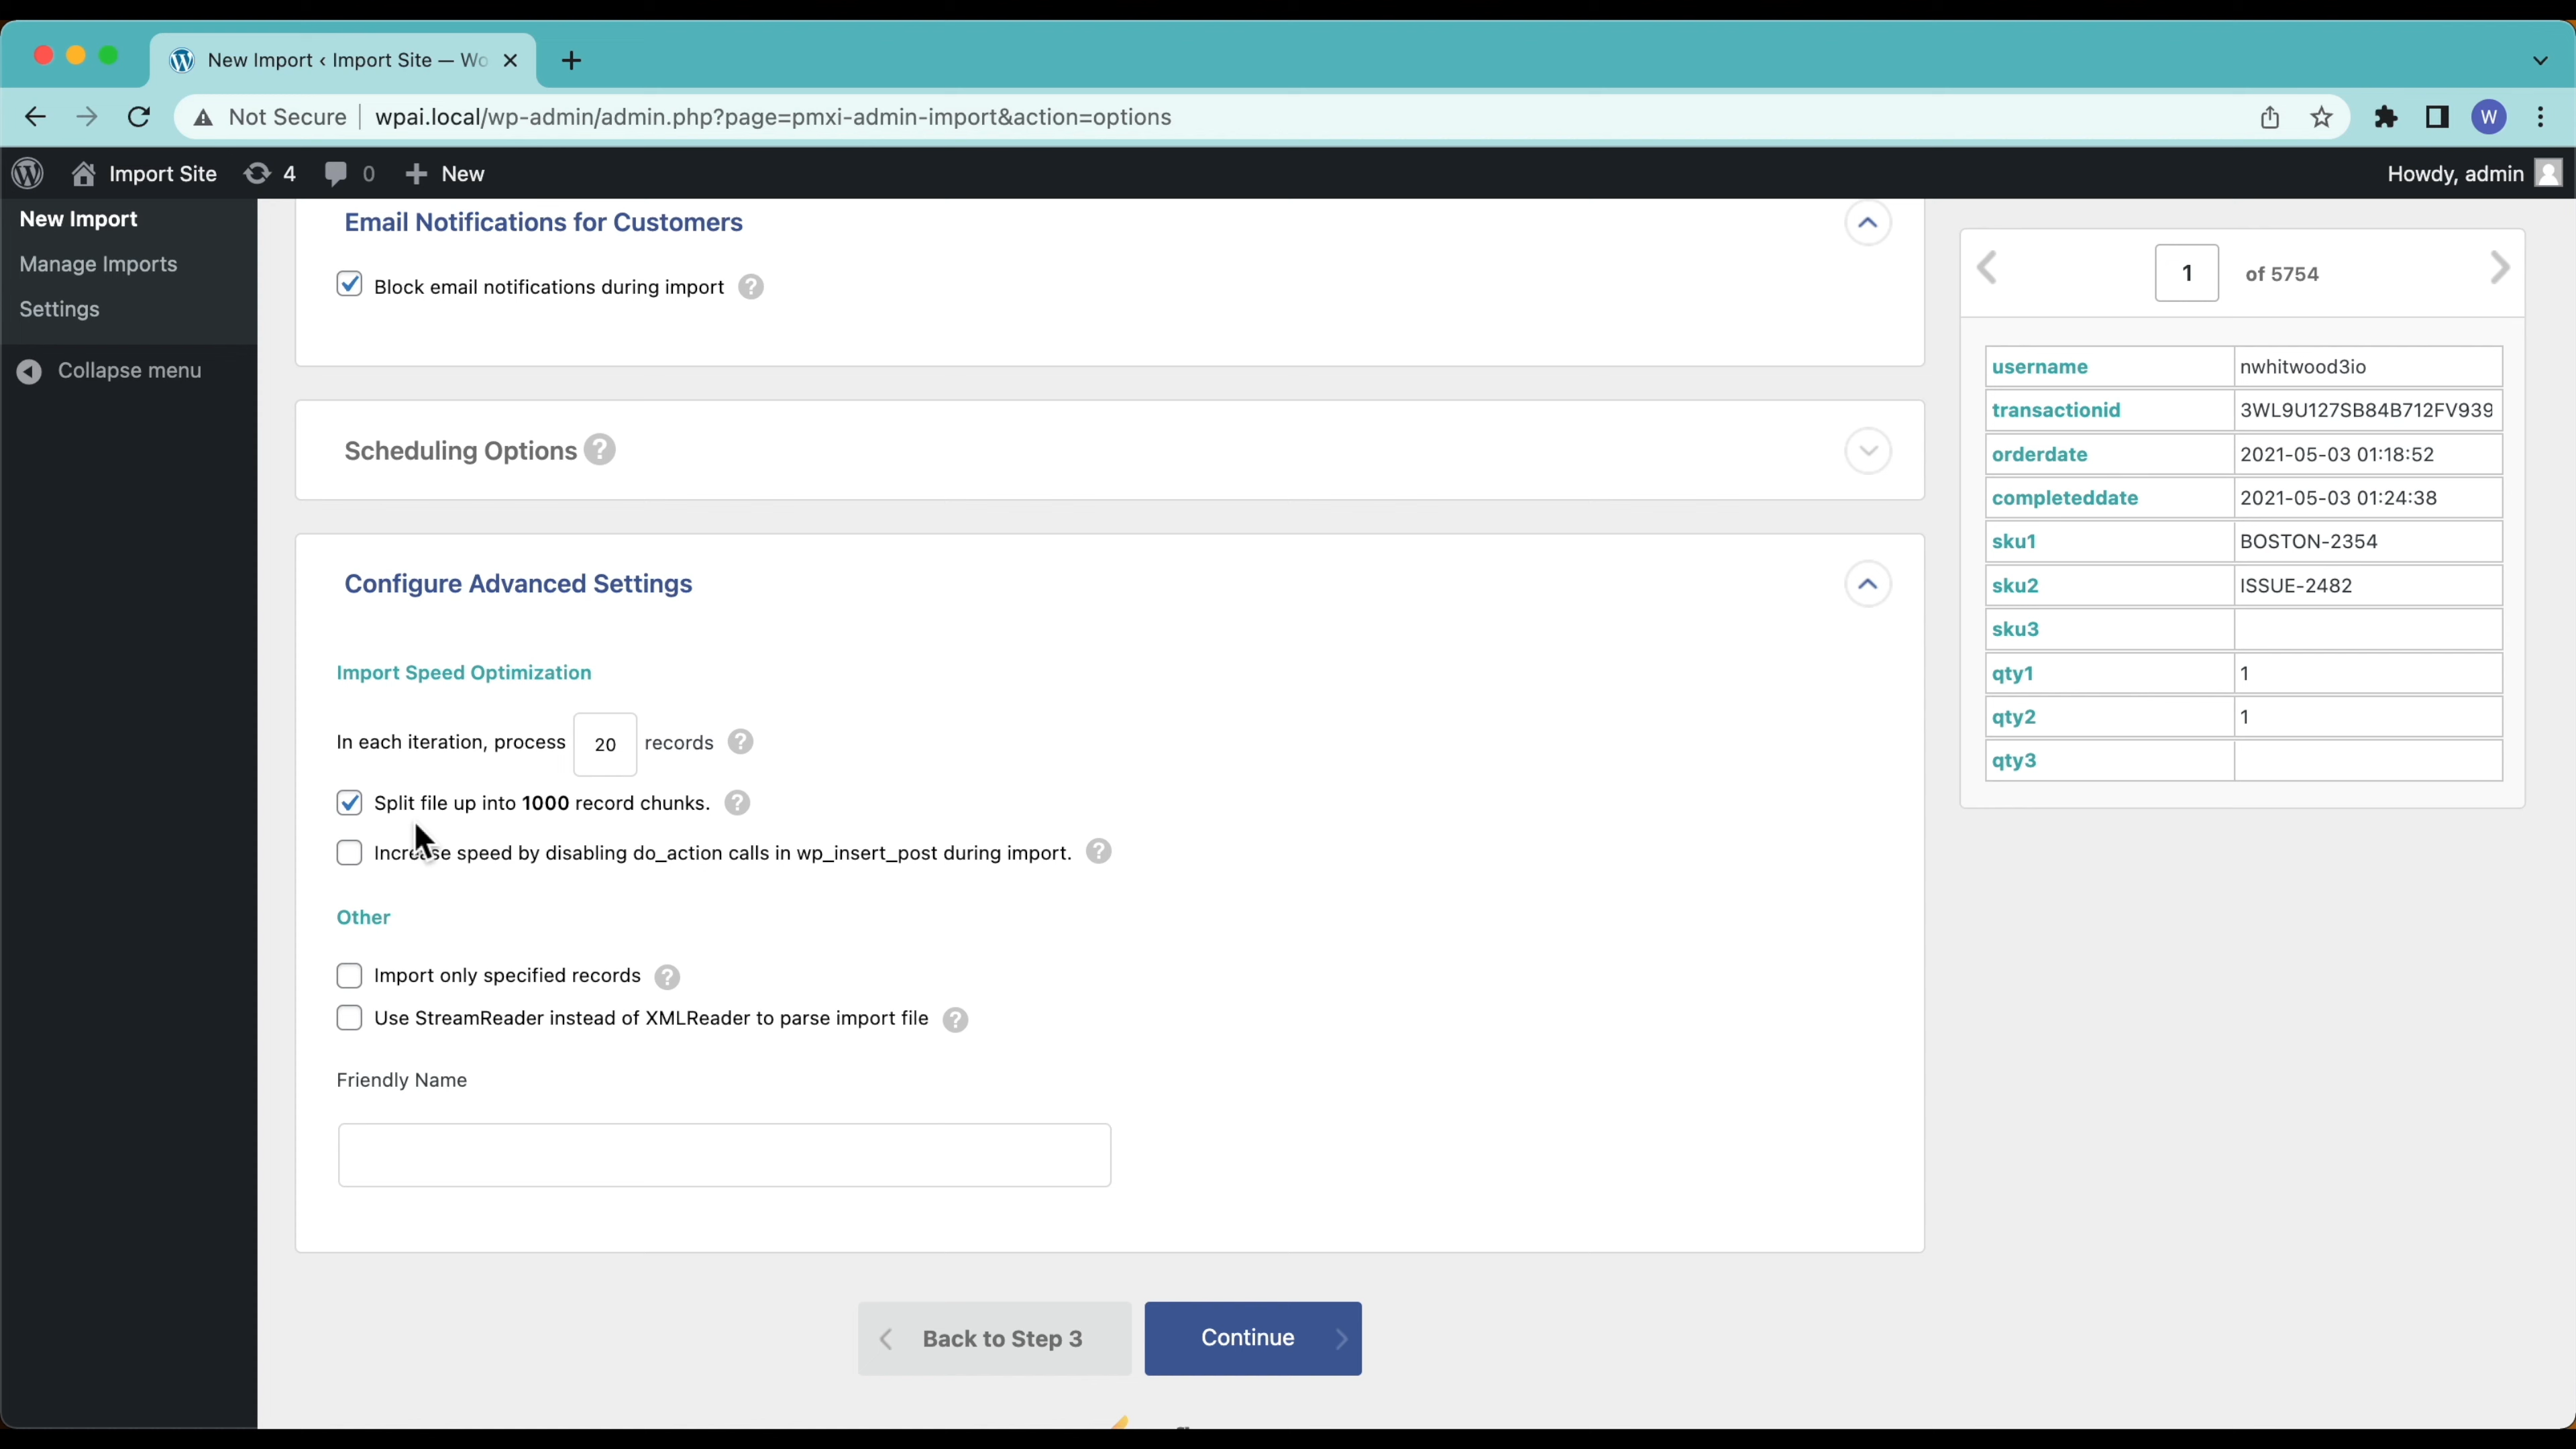 New Import ‹ Import Site — Wo
Not Secure
wpai.local/wp-admin/admin.php?page=pmxi-admin-import&action=options
W
Import Site
4
0
New
Howdy, admin
New Import
Manage Imports
Settings
Collapse menu
Email Notifications for Customers
Block email notifications during import ?
Scheduling Options ?
Configure Advanced Settings
Import Speed Optimization
In each iteration, process 20 records ?
Split file up into 1000 record chunks. ?
Increase speed by disabling do_action calls in wp_insert_post during import. ?
Other
Import only specified records ?
Use StreamReader instead of XMLReader to parse import file ?
Friendly Name
Back to Step 3
Continue
1 of 5754
username nwhitwood3io
transactionid 3WL9U127SB84B712FV939
orderdate 2021-05-03 01:18:52
completeddate 2021-05-03 01:24:38
sku1 BOSTON-2354
sku2 ISSUE-2482
sku3
qty1 1
qty2 1
qty3